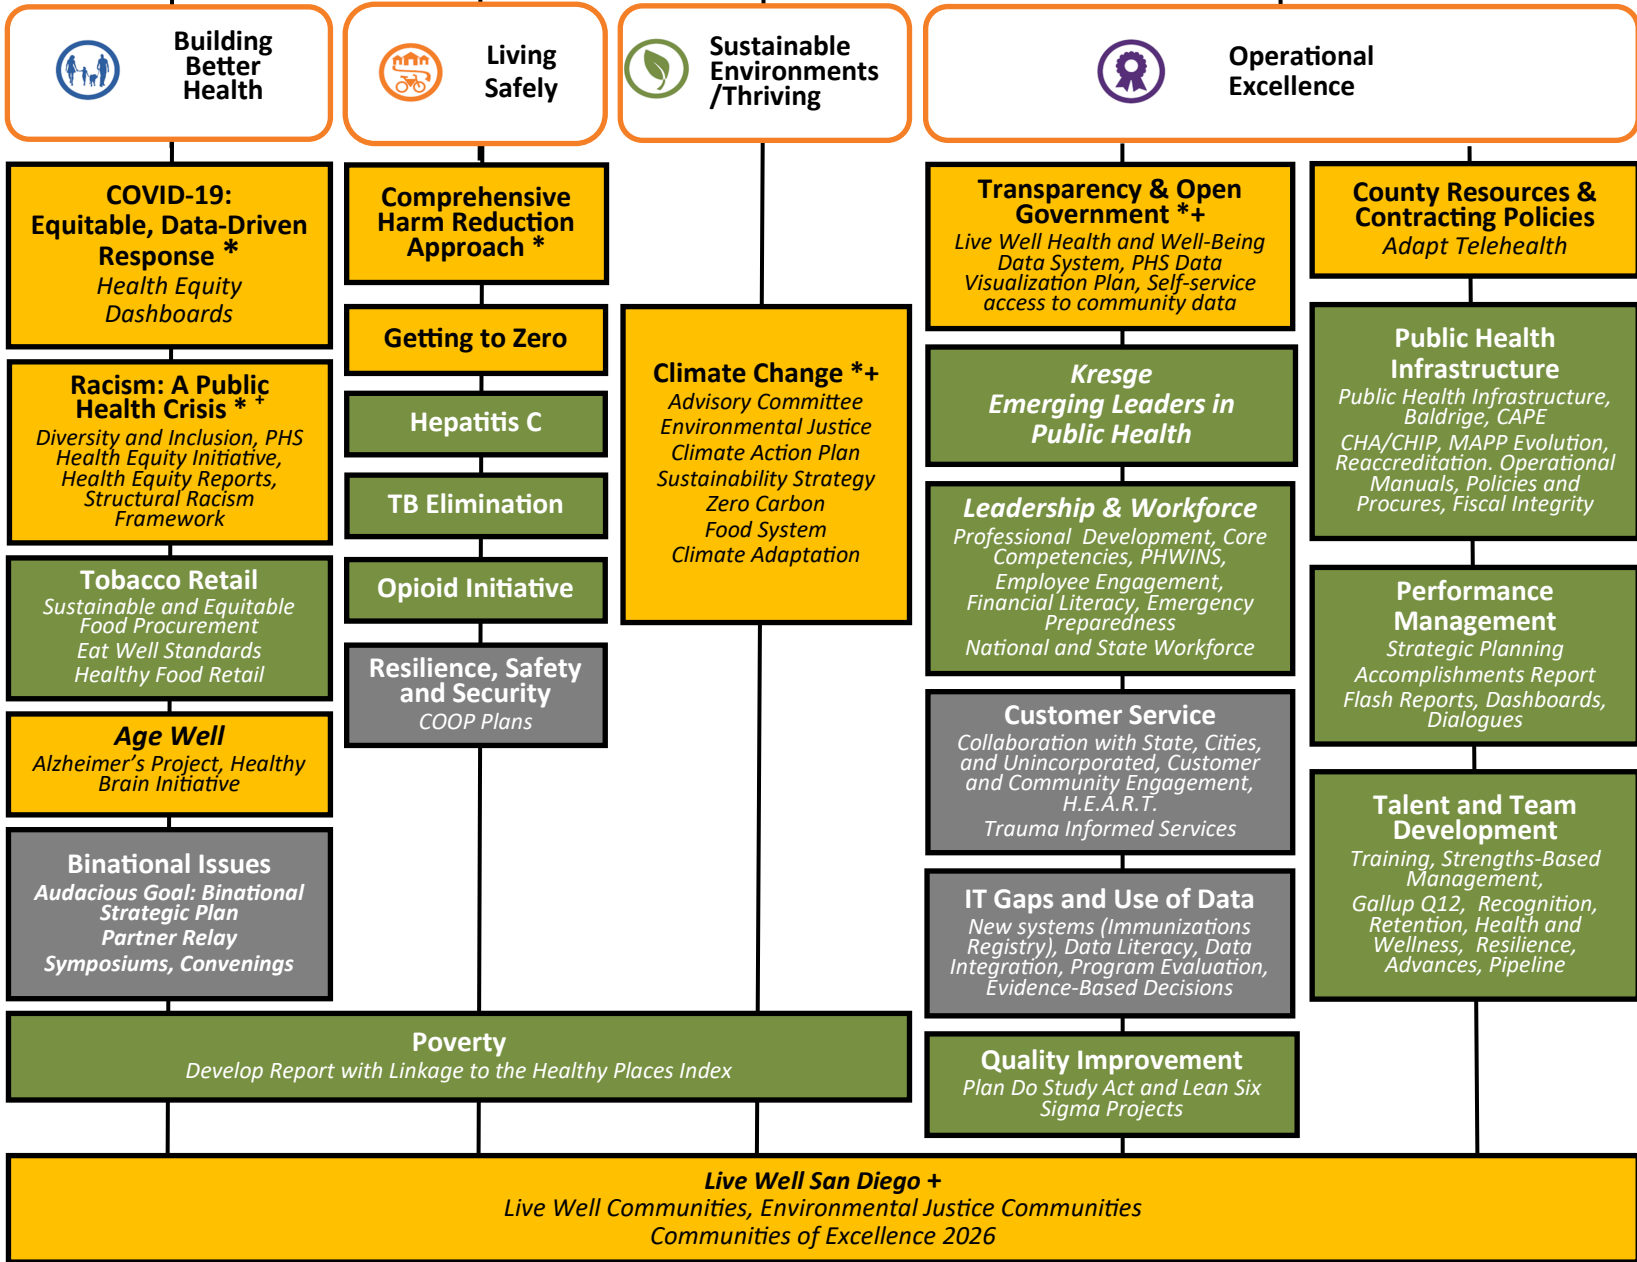 Building
Better
Health
Living
Safely
Sustainable
Environments
/Thriving
Operational
Excellence
COVID-19:
Equitable, Data-Driven
Response *
Health Equity
Dashboards
Racism: A Public
Health Crisis * +
Diversity and Inclusion, PHS
Health Equity Initiative,
Health Equity Reports,
Structural Racism
Framework
Tobacco Retail
Sustainable and Equitable
Food Procurement
Eat Well Standards
Healthy Food Retail
Age Well
Alzheimer's Project, Healthy
Brain Initiative
Binational Issues
Audacious Goal: Binational
Strategic Plan
Partner Relay
Symposiums, Convenings
Comprehensive
Harm Reduction
Approach *
Getting to Zero
Hepatitis C
TB Elimination
Opioid Initiative
Resilience, Safety
and Security
COOP Plans
Climate Change *+
Advisory Committee
Environmental Justice
Climate Action Plan
Sustainability Strategy
Zero Carbon
Food System
Climate Adaptation
Poverty
Develop Report with Linkage to the Healthy Places Index
Transparency & Open
Government *+
Live Well Health and Well-Being
Data System, PHS Data
Visualization Plan, Self-service
access to community data
Kresge
Emerging Leaders in
Public Health
Leadership & Workforce
Professional Development, Core
Competencies, PHWINS,
Employee Engagement,
Financial Literacy, Emergency
Preparedness
National and State Workforce
Customer Service
Collaboration with State, Cities,
and Unincorporated, Customer
and Community Engagement,
H.E.A.R.T.
Trauma Informed Services
IT Gaps and Use of Data
New systems (Immunizations
Registry), Data Literacy, Data
Integration, Program Evaluation,
Evidence-Based Decisions
Quality Improvement
Plan Do Study Act and Lean Six
Sigma Projects
County Resources &
Contracting Policies
Adapt Telehealth
Public Health
Infrastructure
Public Health Infrastructure,
Baldrige, CAPE
CHA/CHIP, MAPP Evolution,
Reaccreditation. Operational
Manuals, Policies and
Procures, Fiscal Integrity
Performance
Management
Strategic Planning
Accomplishments Report
Flash Reports, Dashboards,
Dialogues
Talent and Team
Development
Training, Strengths-Based
Management,
Gallup Q12, Recognition,
Retention, Health and
Wellness, Resilience,
Advances, Pipeline
Live Well San Diego +
Live Well Communities, Environmental Justice Communities
Communities of Excellence 2026